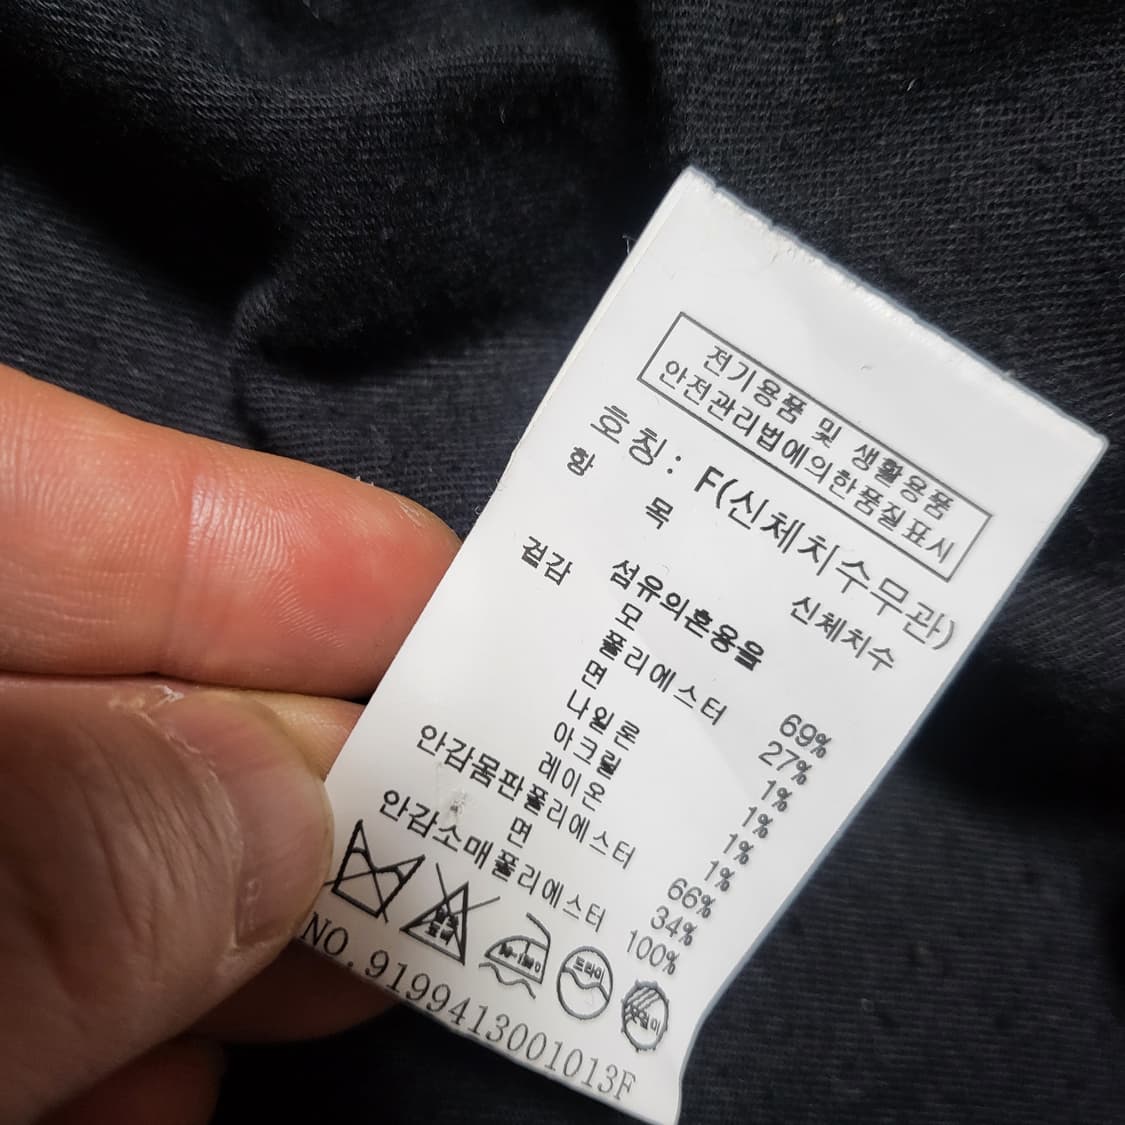 전기용품 및 생활용품
안전관리법에의한품질표시
호칭: F(신체치수무관)
항 목 신체치수
섬유의혼용율
겉감 모 69%
폴리에스터 27%
면 1%
나일론 1%
아크릴 1%
레이온 1%
안감몸판폴리에스터 66%
면 34%
안감소매폴리에스터 100%
드라이
NO.9199413001013F